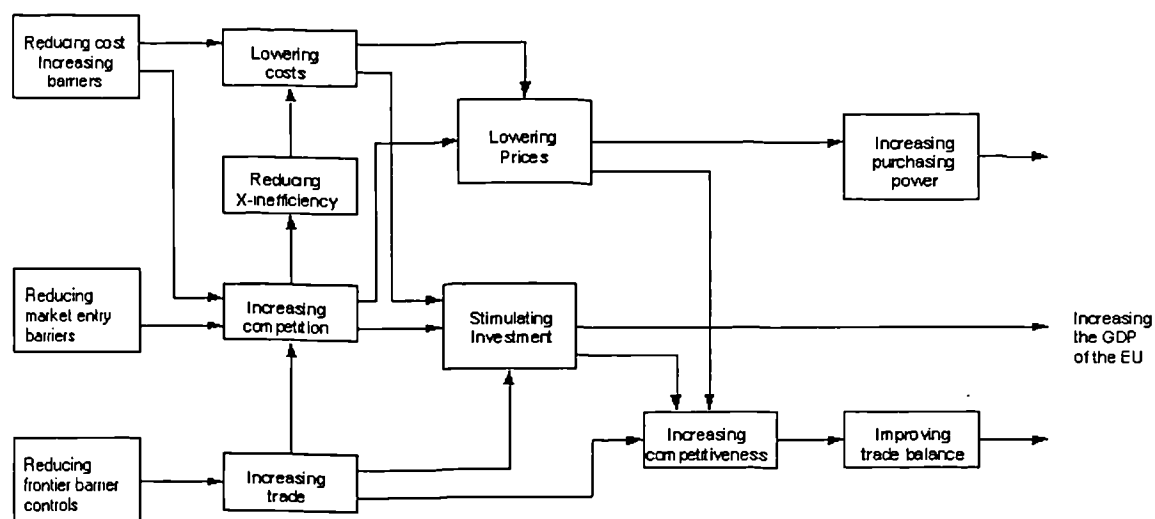 Reducing cost
Increasing
barriers
Lowering
costs
Lowering
Prices
Increasing
purchasing
power
Reducing
X-inefficiency
Reducing
market entry
barriers
Increasing
competition
Stimulating
Investment
Increasing
the GDP
of the EU
Reducing
frontier barrier
controls
Increasing
trade
Increasing
competitiveness
Improving
trade balance